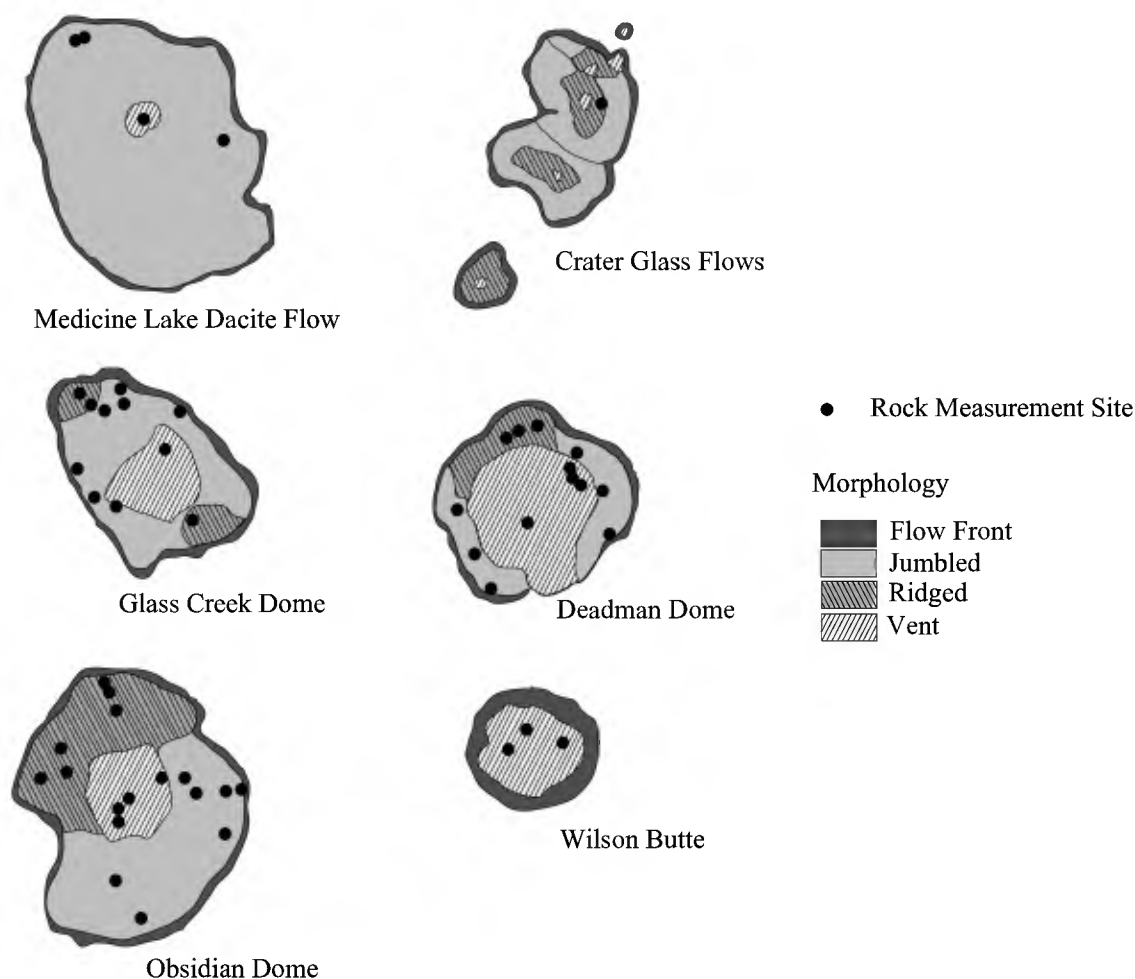 Medicine Lake Dacite Flow
Crater Glass Flows
Rock Measurement Site
Glass Creek Dome
Deadman Dome
Morphology
Flow Front
Jumbled
Ridged
Vent
Obsidian Dome
Wilson Butte